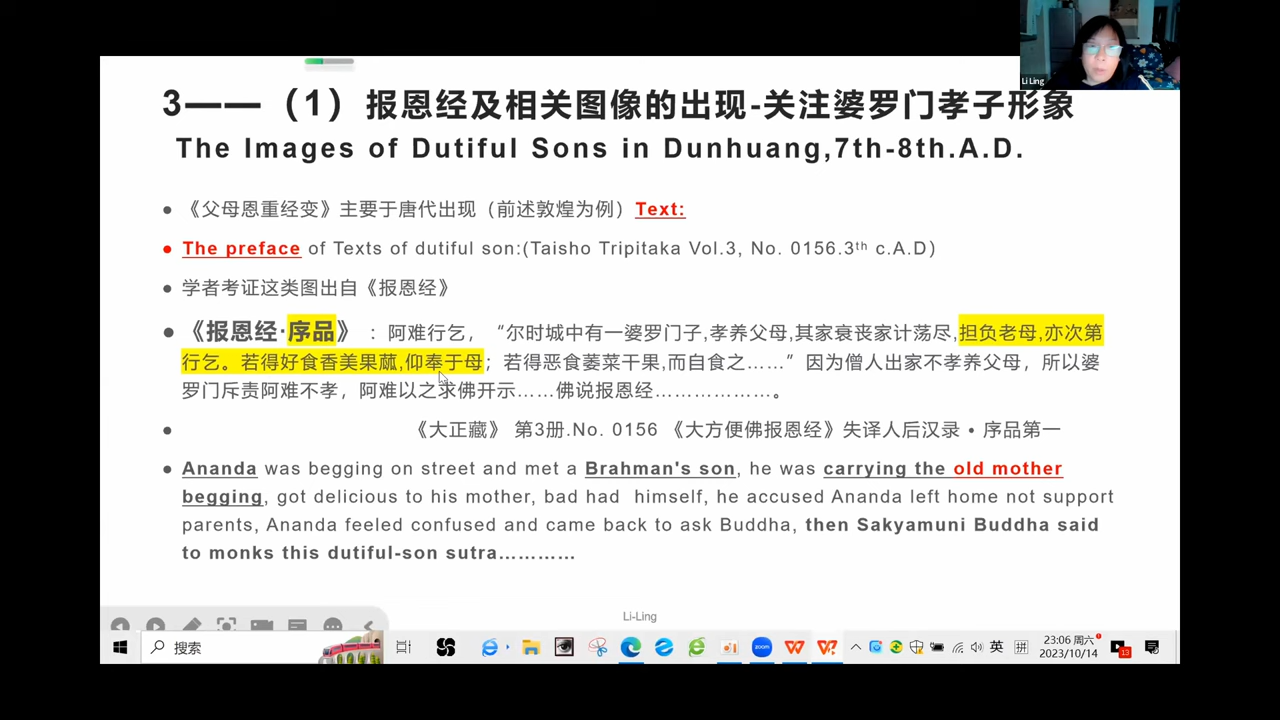 Li Ling
3——（1）报恩经及相关图像的出现-关注婆罗门孝子形象
The Images of Dutiful Sons in Dunhuang,7th-8th.A.D.
• 《父母恩重经变》主要于唐代出现（前述敦煌为例）Text:
• The preface of Texts of dutiful son:(Taisho Tripitaka Vol.3, No. 0156.3th c.A.D)
• 学者考证这类图出自《报恩经》
• 《报恩经·序品》 ：阿难行乞，“尔时城中有一婆罗门子,孝养父母,其家衰丧家计荡尽,担负老母,亦次第
行乞。若得好食香美果蓏,仰奉于母；若得恶食萎菜干果,而自食之……”因为僧人出家不孝养父母，所以婆
罗门斥责阿难不孝，阿难以之求佛开示……佛说报恩经………………。
• 《大正藏》 第3册.No. 0156 《大方便佛报恩经》失译人后汉录 • 序品第一
• Ananda was begging on street and met a Brahman's son, he was carrying the old mother
begging, got delicious to his mother, bad had himself, he accused Ananda left home not support
parents, Ananda feeled confused and came back to ask Buddha, then Sakyamuni Buddha said
to monks this dutiful-son sutra…………
Li-Ling
搜索
zoom
英
拼
23:06 周六
2023/10/14
13